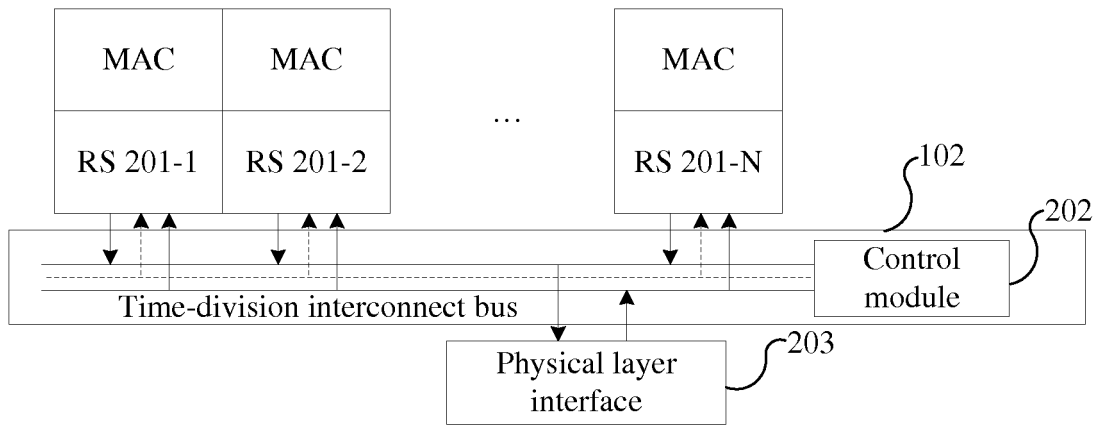 MAC MAC MAC
...
RS 201-1 RS 201-2 RS 201-N
102
202
Control
module
Time-division interconnect bus
203
Physical layer
interface